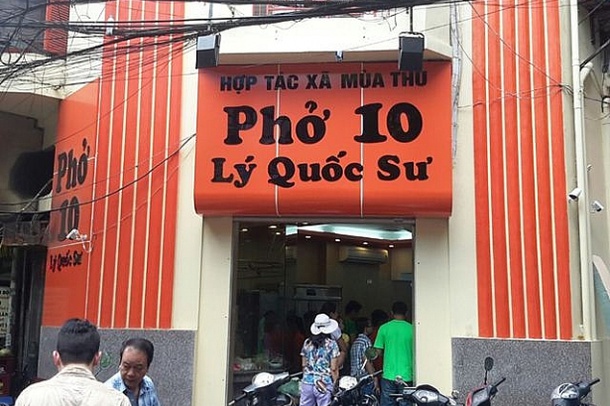 HỢP TÁC XÃ MÙA THU
Phở 10
Lý Quốc Sư
Phở
10
Lý Quốc Sư